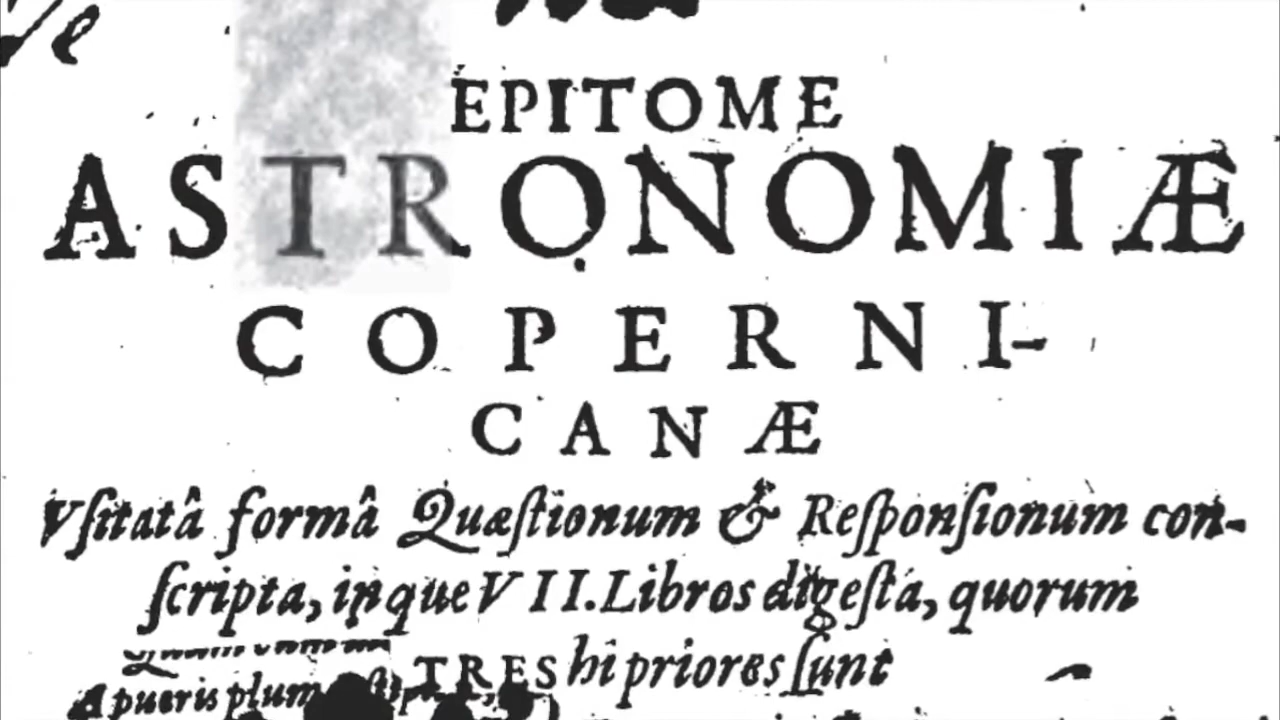 EPITOME
ASTRONOMIÆ
COPERNI-
CANÆ
Vſitatâ formâ Quæſtionum & Reſponſionum con-
ſcripta, inque VII. Libros digeſta, quorum
TRES hi priores ſunt
A pueris